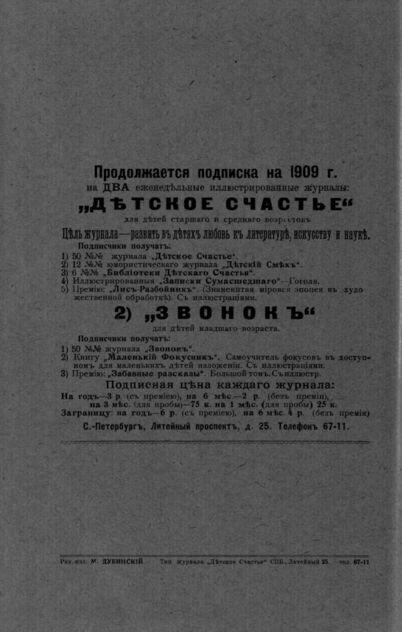 Продолжается подписка на 1909 г.
на ДВА еженедѣльные иллюстрированные журналы:
„ДѢТСКОЕ СЧАСТЬЕ“
для дѣтей старшаго и средняго возрастовъ
Цѣль журнала—развить въ дѣтяхъ любовь къ литературѣ, искусству и наукѣ.
Подписчики получатъ:
1) 50 №№ журнала „Дѣтское Счастье“.
2) 12 №№ юмористическаго журнала „Дѣтскій Смѣхъ“.
3) 6 №№ „Библіотеки Дѣтскаго Счастья“
4) Иллюстрированныя „Записки Сумасшедшаго“—Гоголя.
5) Премію: „Лисъ-Разбойникъ“. (Знаменитая міровая эпопея въ худо
жественной обработкѣ). Съ иллюстраціями.
2) „ЗВОНОКЪ“
для дѣтей младшаго возраста.
Подписчики получатъ:
1) 50 №№ журнала „Звонокъ“.
2) Книгу „Маленькій Фокусникъ“. Самоучитель фокусовъ въ доступ-
номъ для маленькихъ дѣтей изложеніи. Съ иллюстраціями.
3) Премію: „Забавные разсказы“. Большой томъ. Съ иллюстр.
Подписная цѣна каждаго журнала:
На годъ—3 р. (съ преміею), на 6 мѣс.—2 р. (безъ преміи),
на 3 мѣс. (для пробы)—75 к. на 1 мѣс. (для пробы) 25 к.
Заграницу: на годъ—6 р. (съ преміею), на 6 мѣс. 4 р. (безъ преміи)
С.-Петербургъ, Литейный проспектъ, д. 25. Телефонъ 67-11.
Ред.-изд. М. ДУБИНСКІЙ. Тип. журнала „Дѣтское Счастье“ СПБ., Литейный 25. тел. 67-11